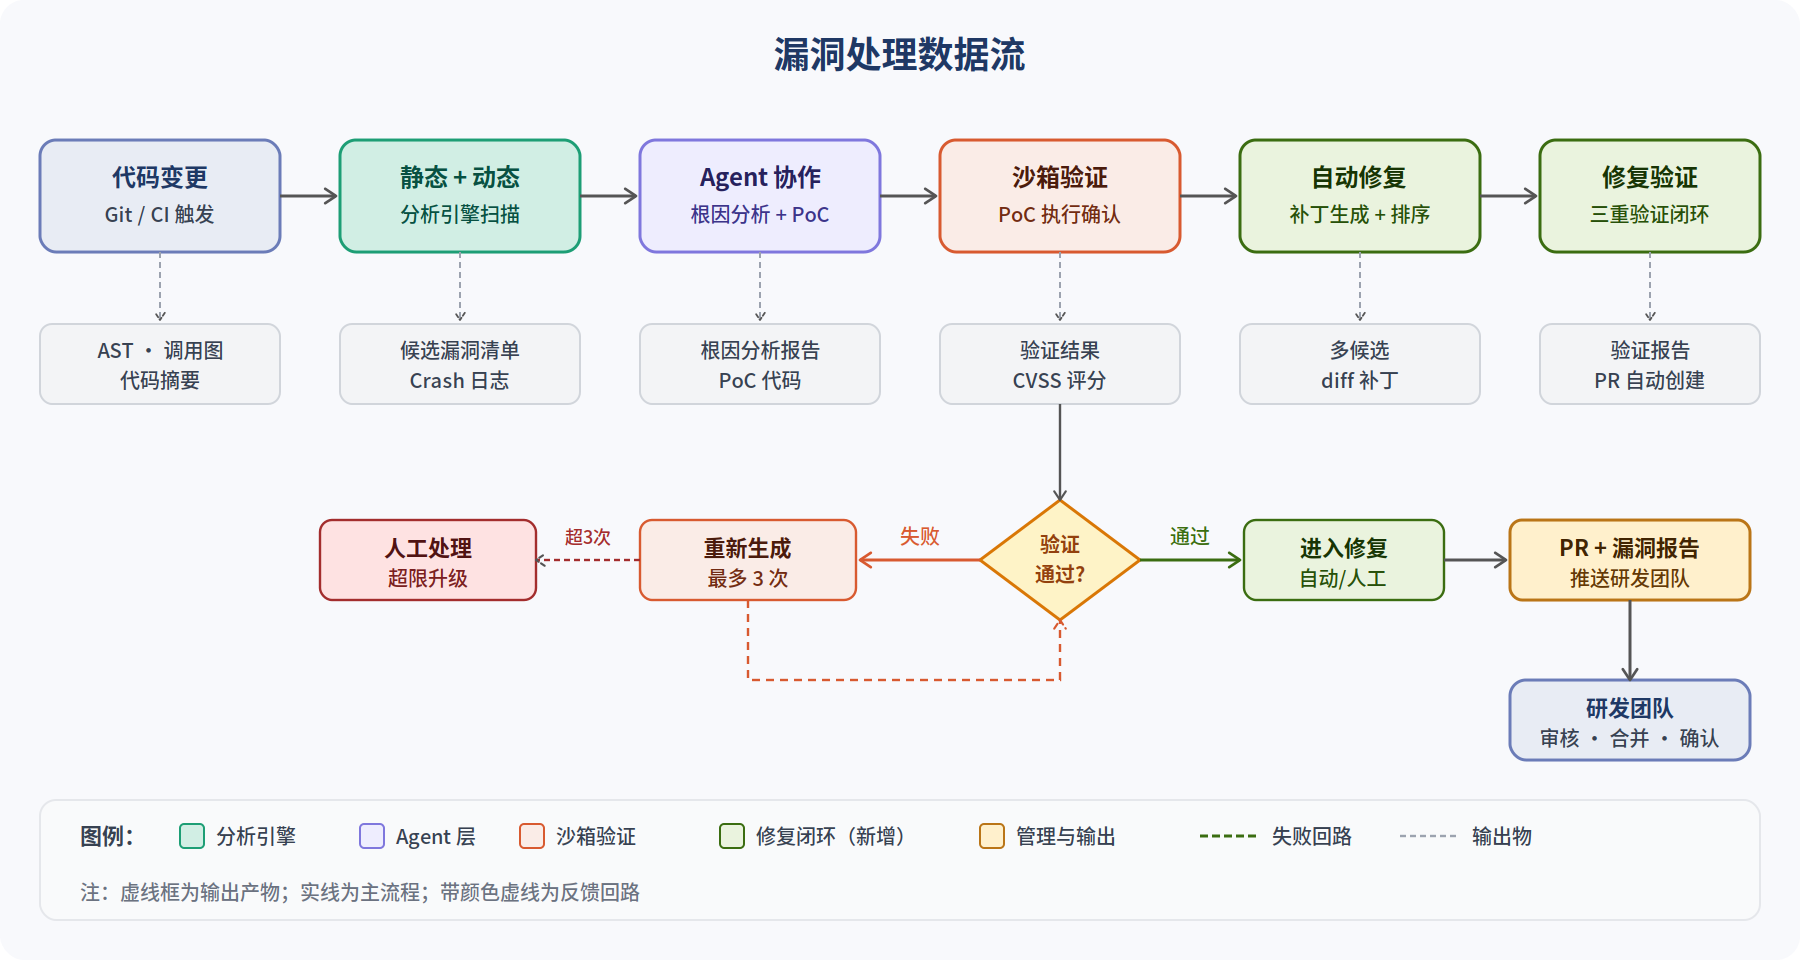 漏洞处理数据流
代码变更
Git / CI 触发
静态 + 动态
分析引擎扫描
Agent 协作
根因分析 + PoC
沙箱验证
PoC 执行确认
自动修复
补丁生成 + 排序
修复验证
三重验证闭环
AST · 调用图
代码摘要
候选漏洞清单
Crash 日志
根因分析报告
PoC 代码
验证结果
CVSS 评分
多候选
diff 补丁
验证报告
PR 自动创建
人工处理
超限升级
超3次
重新生成
最多 3 次
失败
验证
通过?
通过
进入修复
自动/人工
PR + 漏洞报告
推送研发团队
研发团队
审核 · 合并 · 确认
图例：
分析引擎
Agent 层
沙箱验证
修复闭环（新增）
管理与输出
失败回路
输出物
注：虚线框为输出产物；实线为主流程；带颜色虚线为反馈回路